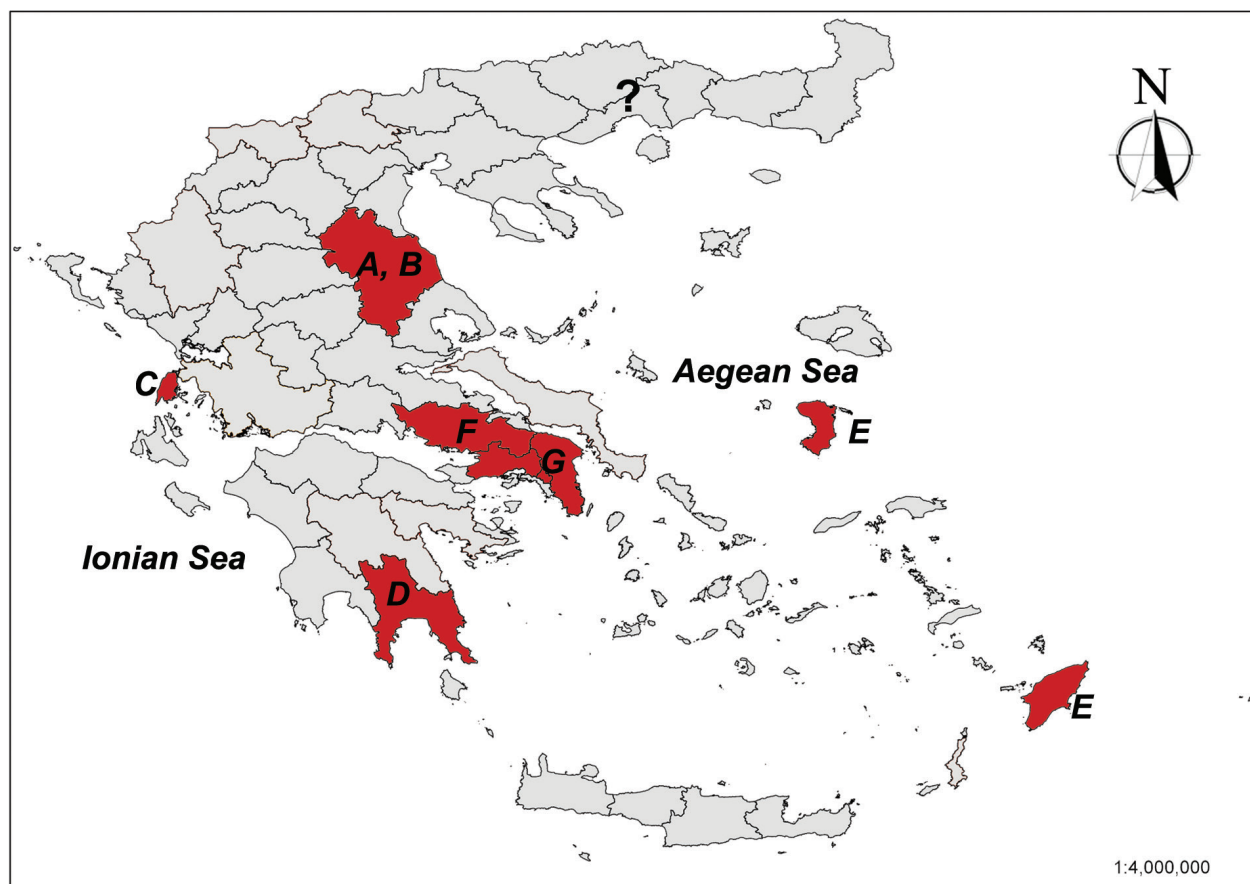 ?
N
A, B
Aegean Sea
C
E
F
G
Ionian Sea
D
E
1:4,000,000